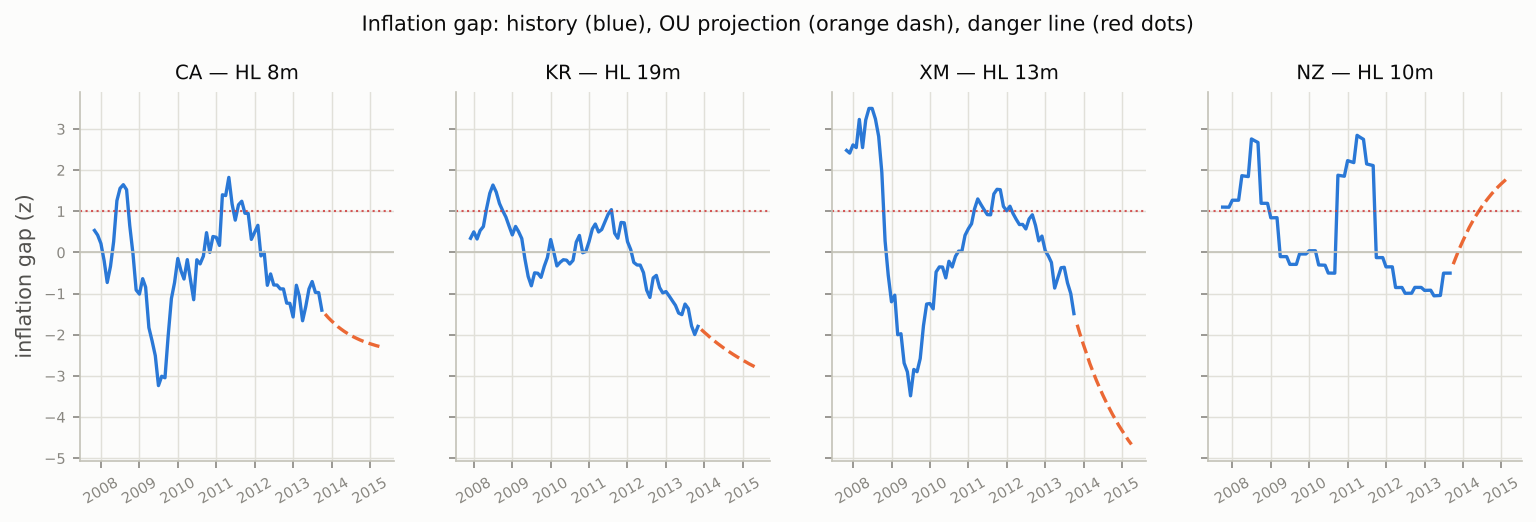 Inflation gap: history (blue), OU projection (orange dash), danger line (red dots)
CA — HL 8m
KR — HL 19m
XM — HL 13m
NZ — HL 10m
inflation gap (z)
3
2
1
0
−1
−2
−3
−4
−5
2008 2009 2010 2011 2012 2013 2014 2015
2008 2009 2010 2011 2012 2013 2014 2015
2008 2009 2010 2011 2012 2013 2014 2015
2008 2009 2010 2011 2012 2013 2014 2015